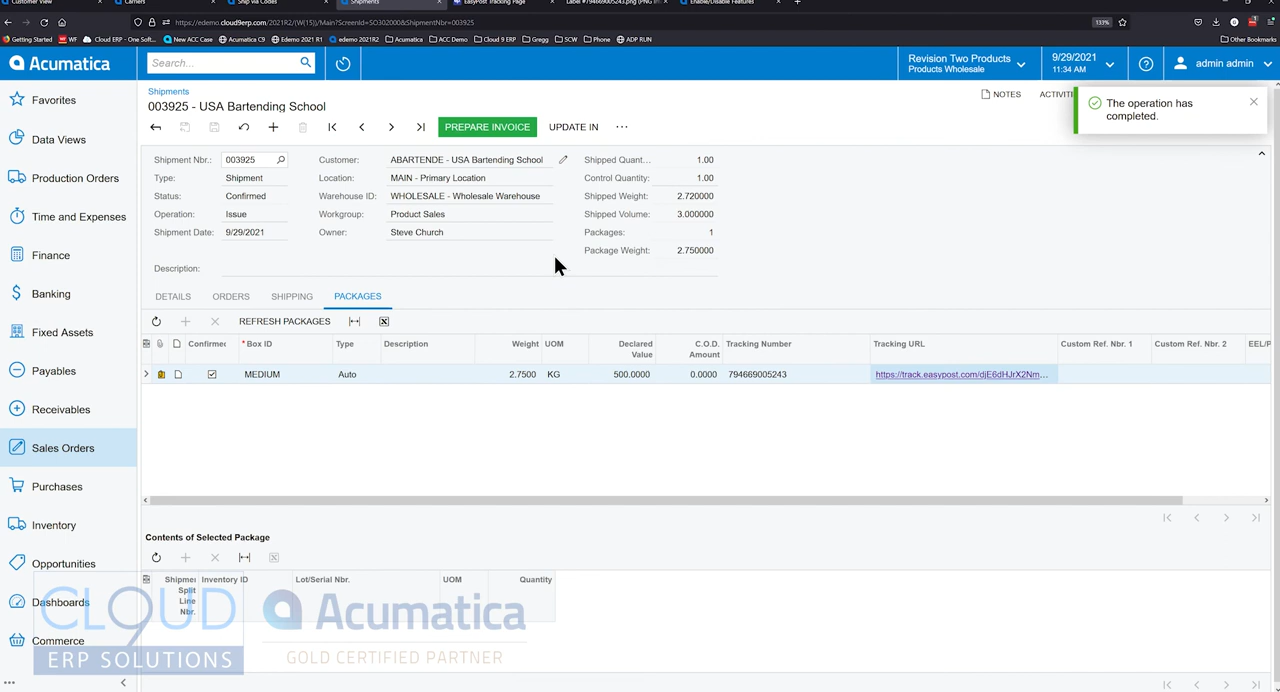 Customer View
Carriers
Ship via Codes
Shipments
EasyPost Tracking Page
Label #794669005243.png (PNG Im
Enable/Disable Features
https://edemo.cloud9erp.com/2021R2/(W(15))/Main?ScreenId=SO302000&ShipmentNbr=003925
133%
Getting Started
WF
Cloud ERP - One Soft...
New ACC Case
Acumatica C9
Edemo 2021 R1
edemo 2021R2
Acumatica
ACC Demo
Cloud 9 ERP
Gregg
SCW
Phone
ADP RUN
Other Bookmarks
Acumatica
Search...
Revision Two Products
Products Wholesale
9/29/2021
11:34 AM
admin admin
Favorites
Data Views
Production Orders
Time and Expenses
Finance
Banking
Fixed Assets
Payables
Receivables
Sales Orders
Purchases
Inventory
Opportunities
Dashboards
Commerce
Shipments
003925 - USA Bartending School
NOTES
ACTIVITI
The operation has
completed.
PREPARE INVOICE
UPDATE IN
Shipment Nbr.: 003925
Type: Shipment
Status: Confirmed
Operation: Issue
Shipment Date: 9/29/2021
Description:
Customer: ABARTENDE - USA Bartending School
Location: MAIN - Primary Location
Warehouse ID: WHOLESALE - Wholesale Warehouse
Workgroup: Product Sales
Owner: Steve Church
Shipped Quant... 1.00
Control Quantity: 1.00
Shipped Weight: 2.720000
Shipped Volume: 3.000000
Packages: 1
Package Weight: 2.750000
DETAILS
ORDERS
SHIPPING
PACKAGES
REFRESH PACKAGES
Confirmed
* Box ID
Type
Description
Weight
UOM
Declared
Value
C.O.D.
Amount
Tracking Number
Tracking URL
Custom Ref. Nbr. 1
Custom Ref. Nbr. 2
EEL/P
MEDIUM
Auto
2.7500
KG
500.0000
0.0000
794669005243
https://track.easypost.com/djE6dHJrX2Nm...
Contents of Selected Package
Shipmer
Split
Line
Nbr.
Inventory ID
Lot/Serial Nbr.
UOM
Quantity
CLOUD
9
ERP SOLUTIONS
Acumatica
GOLD CERTIFIED PARTNER